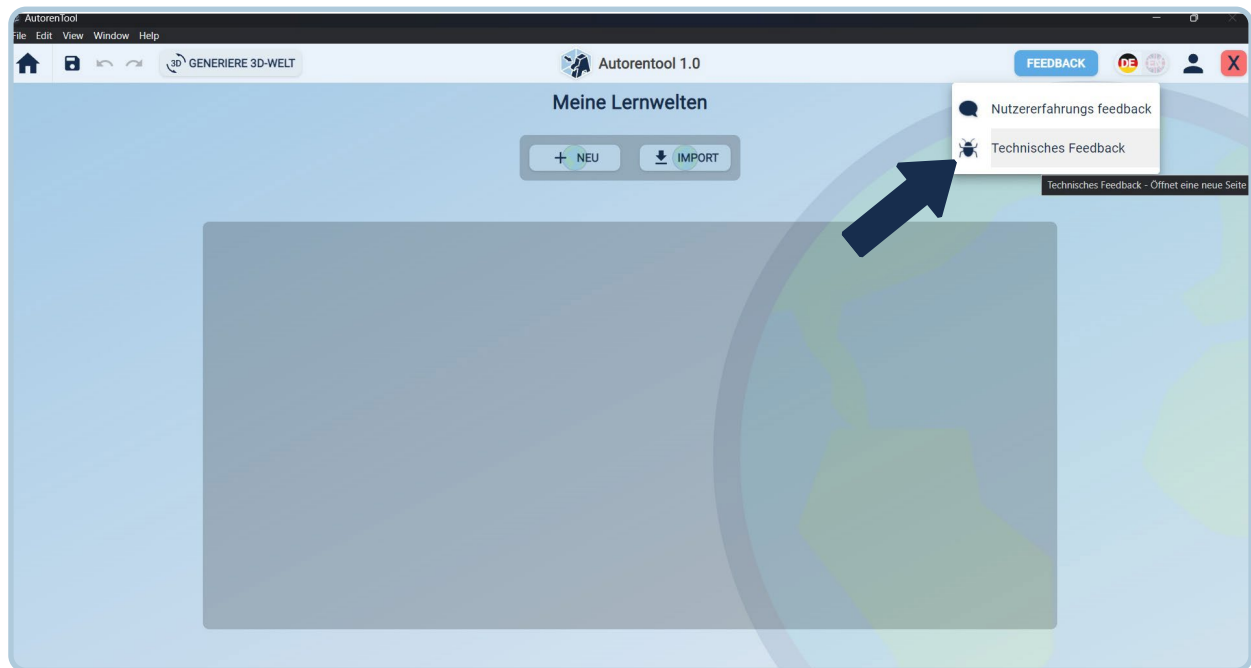 AutorenTool
File Edit View Window Help
3D GENERIERE 3D-WELT
Autorentool 1.0
FEEDBACK
DE
EN
X
Meine Lernwelten
Nutzererfahrungs feedback
+ NEU
IMPORT
Technisches Feedback
Technisches Feedback - Öffnet eine neue Seite